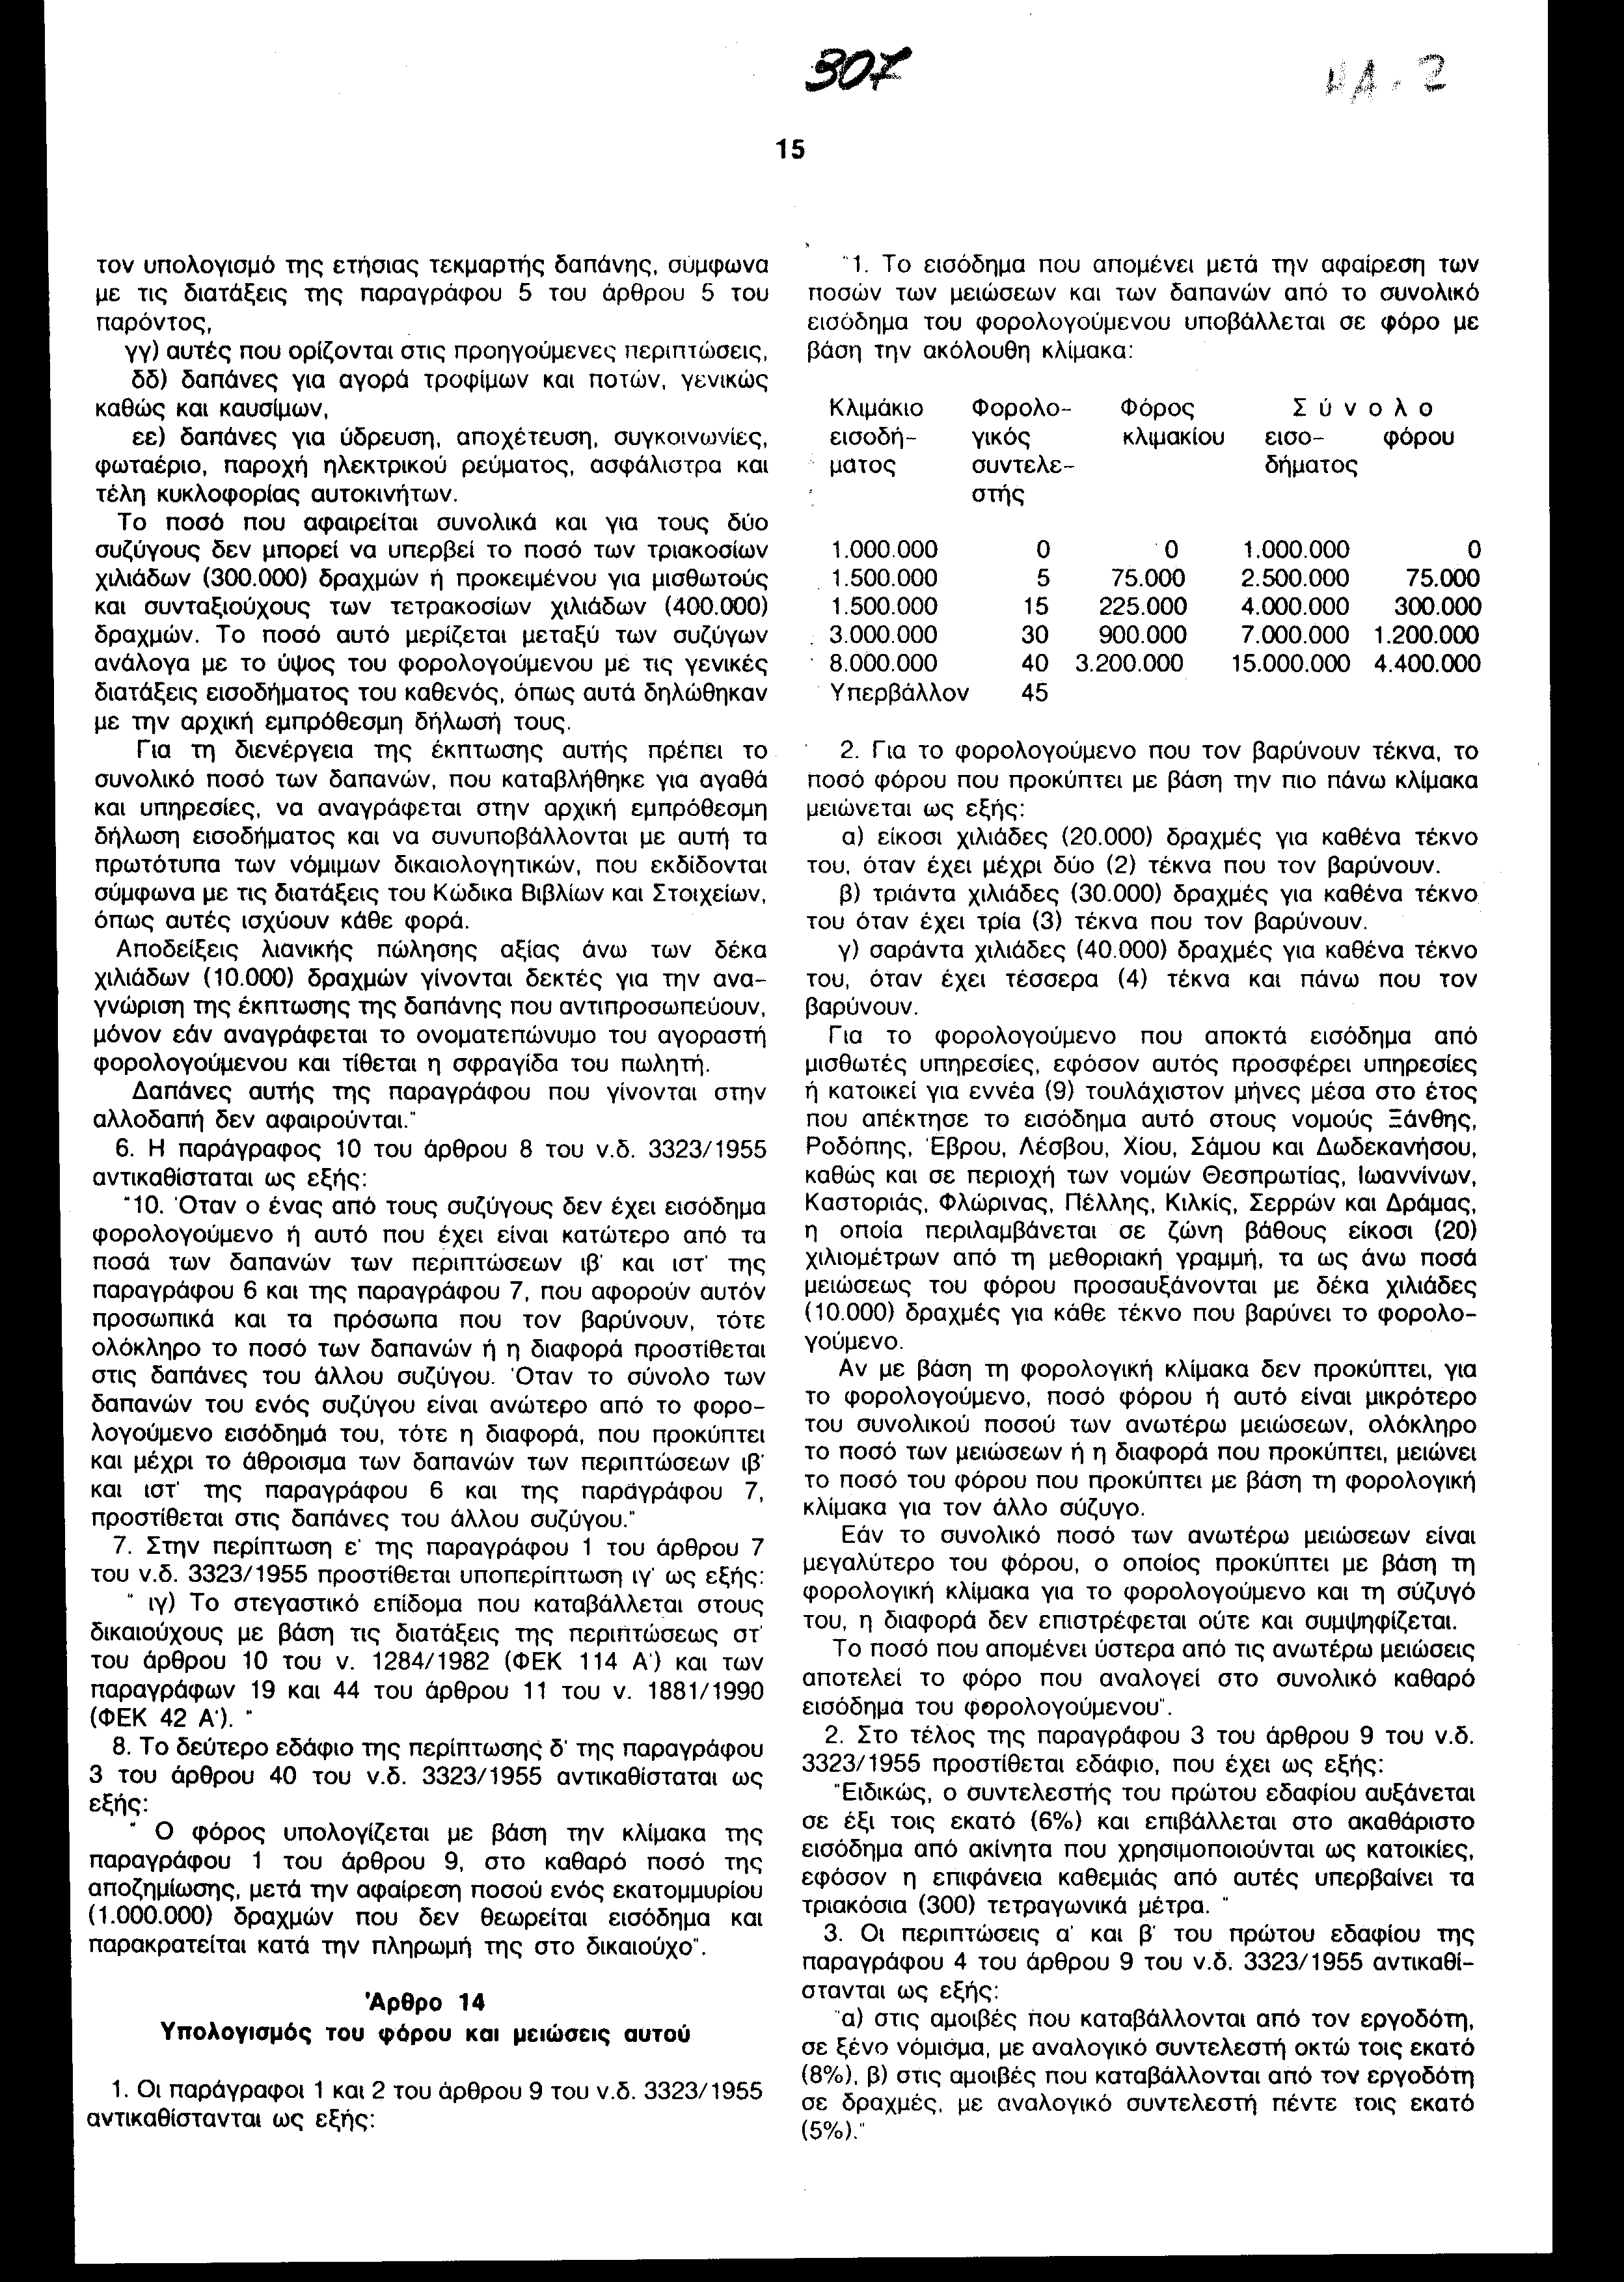 307
15
τον υπολογισμό της ετήσιας τεκμαρτής δαπάνης, σύμφωνα
με τις διατάξεις της παραγράφου 5 του άρθρου 5 του
παρόντος,
γγ) αυτές που ορίζονται στις προηγούμενες περιπτώσεις,
δδ) δαπάνες για αγορά τροφίμων και ποτών, γενικώς
καθώς και καυσίμων,
εε) δαπάνες για ύδρευση, αποχέτευση, συγκοινωνίες,
φωταέριο, παροχή ηλεκτρικού ρεύματος, ασφάλιστρα και
τέλη κυκλοφορίας αυτοκινήτων.
Το ποσό που αφαιρείται συνολικά και για τους δύο
συζύγους δεν μπορεί να υπερβεί το ποσό των τριακοσίων
χιλιάδων (300.000) δραχμών ή προκειμένου για μισθωτούς
και συνταξιούχους των τετρακοσίων χιλιάδων (400.000)
δραχμών. Το ποσό αυτό μερίζεται μεταξύ των συζύγων
ανάλογα με το ύψος του φορολογούμενου με τις γενικές
διατάξεις εισοδήματος του καθενός, όπως αυτά δηλώθηκαν
με την αρχική εμπρόθεσμη δήλωσή τους.
Για τη διενέργεια της έκπτωσης αυτής πρέπει το
συνολικό ποσό των δαπανών, που καταβλήθηκε για αγαθά
και υπηρεσίες, να αναγράφεται στην αρχική εμπρόθεσμη
δήλωση εισοδήματος και να συνυποβάλλονται με αυτή τα
πρωτότυπα των νόμιμων δικαιολογητικών, που εκδίδονται
σύμφωνα με τις διατάξεις του Κώδικα Βιβλίων και Στοιχείων,
όπως αυτές ισχύουν κάθε φορά.
Αποδείξεις λιανικής πώλησης αξίας άνω των δέκα
χιλιάδων (10.000) δραχμών γίνονται δεκτές για την ανα-
γνώριση της έκπτωσης της δαπάνης που αντιπροσωπεύουν,
μόνον εάν αναγράφεται το ονοματεπώνυμο του αγοραστή
φορολογούμενου και τίθεται η σφραγίδα του πωλητή.
Δαπάνες αυτής της παραγράφου που γίνονται στην
αλλοδαπή δεν αφαιρούνται."
6. Η παράγραφος 10 του άρθρου 8 του ν.δ. 3323/1955
αντικαθίσταται ως εξής:
"10. Όταν ο ένας από τους συζύγους δεν έχει εισόδημα
φορολογούμενο ή αυτό που έχει είναι κατώτερο από τα
ποσά των δαπανών των περιπτώσεων ιβ' και ιστ' της
παραγράφου 6 και της παραγράφου 7, που αφορούν αυτόν
προσωπικά και τα πρόσωπα που τον βαρύνουν, τότε
ολόκληρο το ποσό των δαπανών ή η διαφορά προστίθεται
στις δαπάνες του άλλου συζύγου. Όταν το σύνολο των
δαπανών του ενός συζύγου είναι ανώτερο από το φορο-
λογούμενο εισόδημά του, τότε η διαφορά, που προκύπτει
και μέχρι το άθροισμα των δαπανών των περιπτώσεων ιβ'
και ιστ' της παραγράφου 6 και της παραγράφου 7,
προστίθεται στις δαπάνες του άλλου συζύγου."
7. Στην περίπτωση ε' της παραγράφου 1 του άρθρου 7
του ν.δ. 3323/1955 προστίθεται υποπερίπτωση ιγ' ως εξής:
" ιγ) Το στεγαστικό επίδομα που καταβάλλεται στους
δικαιούχους με βάση τις διατάξεις της περιπτώσεως στ'
του άρθρου 10 του ν. 1284/1982 (ΦΕΚ 114 Α') και των
παραγράφων 19 και 44 του άρθρου 11 του ν. 1881/1990
(ΦΕΚ 42 Α'). "
8. Το δεύτερο εδάφιο της περίπτωσης δ' της παραγράφου
3 του άρθρου 40 του ν.δ. 3323/1955 αντικαθίσταται ως
εξής:
" Ο φόρος υπολογίζεται με βάση την κλίμακα της
παραγράφου 1 του άρθρου 9, στο καθαρό ποσό της
αποζημίωσης, μετά την αφαίρεση ποσού ενός εκατομμυρίου
(1.000.000) δραχμών που δεν θεωρείται εισόδημα και
παρακρατείται κατά την πληρωμή της στο δικαιούχο".
Άρθρο 14
Υπολογισμός του φόρου και μειώσεις αυτού
1. Οι παράγραφοι 1 και 2 του άρθρου 9 του ν.δ. 3323/1955
αντικαθίστανται ως εξής:
"1. Το εισόδημα που απομένει μετά την αφαίρεση των
ποσών των μειώσεων και των δαπανών από το συνολικό
εισόδημα του φορολογούμενου υποβάλλεται σε φόρο με
βάση την ακόλουθη κλίμακα:
Κλιμάκιο Φορολο- Φόρος Σ ύ ν ο λ ο
εισοδή- γικός κλιμακίου εισο- φόρου
ματος συντελε- δήματος
στής
1.000.000 0 0 1.000.000 0
1.500.000 5 75.000 2.500.000 75.000
1.500.000 15 225.000 4.000.000 300.000
3.000.000 30 900.000 7.000.000 1.200.000
8.000.000 40 3.200.000 15.000.000 4.400.000
Υπερβάλλον 45
2. Για το φορολογούμενο που τον βαρύνουν τέκνα, το
ποσό φόρου που προκύπτει με βάση την πιο πάνω κλίμακα
μειώνεται ως εξής:
α) είκοσι χιλιάδες (20.000) δραχμές για καθένα τέκνο
του, όταν έχει μέχρι δύο (2) τέκνα που τον βαρύνουν.
β) τριάντα χιλιάδες (30.000) δραχμές για καθένα τέκνο
του όταν έχει τρία (3) τέκνα που τον βαρύνουν.
γ) σαράντα χιλιάδες (40.000) δραχμές για καθένα τέκνο
του, όταν έχει τέσσερα (4) τέκνα και πάνω που τον
βαρύνουν.
Για το φορολογούμενο που αποκτά εισόδημα από
μισθωτές υπηρεσίες, εφόσον αυτός προσφέρει υπηρεσίες
ή κατοικεί για εννέα (9) τουλάχιστον μήνες μέσα στο έτος
που απέκτησε το εισόδημα αυτό στους νομούς Ξάνθης,
Ροδόπης, Έβρου, Λέσβου, Χίου, Σάμου και Δωδεκανήσου,
καθώς και σε περιοχή των νομών Θεσπρωτίας, Ιωαννίνων,
Καστοριάς, Φλώρινας, Πέλλης, Κιλκίς, Σερρών και Δράμας,
η οποία περιλαμβάνεται σε ζώνη βάθους είκοσι (20)
χιλιομέτρων από τη μεθοριακή γραμμή, τα ως άνω ποσά
μειώσεως του φόρου προσαυξάνονται με δέκα χιλιάδες
(10.000) δραχμές για κάθε τέκνο που βαρύνει το φορολο-
γούμενο.
Αν με βάση τη φορολογική κλίμακα δεν προκύπτει, για
το φορολογούμενο, ποσό φόρου ή αυτό είναι μικρότερο
του συνολικού ποσού των ανωτέρω μειώσεων, ολόκληρο
το ποσό των μειώσεων ή η διαφορά που προκύπτει, μειώνει
το ποσό του φόρου που προκύπτει με βάση τη φορολογική
κλίμακα για τον άλλο σύζυγο.
Εάν το συνολικό ποσό των ανωτέρω μειώσεων είναι
μεγαλύτερο του φόρου, ο οποίος προκύπτει με βάση τη
φορολογική κλίμακα για το φορολογούμενο και τη σύζυγό
του, η διαφορά δεν επιστρέφεται ούτε και συμψηφίζεται.
Το ποσό που απομένει ύστερα από τις ανωτέρω μειώσεις
αποτελεί το φόρο που αναλογεί στο συνολικό καθαρό
εισόδημα του φορολογούμενου".
2. Στο τέλος της παραγράφου 3 του άρθρου 9 του ν.δ.
3323/1955 προστίθεται εδάφιο, που έχει ως εξής:
"Ειδικώς, ο συντελεστής του πρώτου εδαφίου αυξάνεται
σε έξι τοις εκατό (6%) και επιβάλλεται στο ακαθάριστο
εισόδημα από ακίνητα που χρησιμοποιούνται ως κατοικίες,
εφόσον η επιφάνεια καθεμιάς από αυτές υπερβαίνει τα
τριακόσια (300) τετραγωνικά μέτρα. "
3. Οι περιπτώσεις α' και β' του πρώτου εδαφίου της
παραγράφου 4 του άρθρου 9 του ν.δ. 3323/1955 αντικαθί-
στανται ως εξής:
"α) στις αμοιβές που καταβάλλονται από τον εργοδότη,
σε ξένο νόμισμα, με αναλογικό συντελεστή οκτώ τοις εκατό
(8%), β) στις αμοιβές που καταβάλλονται από τον εργοδότη
σε δραχμές, με αναλογικό συντελεστή πέντε τοις εκατό
(5%)."